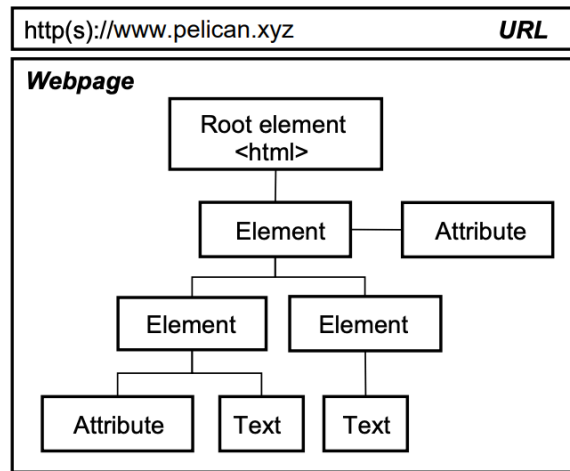 http(s)://www.pelican.xyz URL
Webpage
Root element
<html>
Element Attribute
Element Element
Attribute Text Text